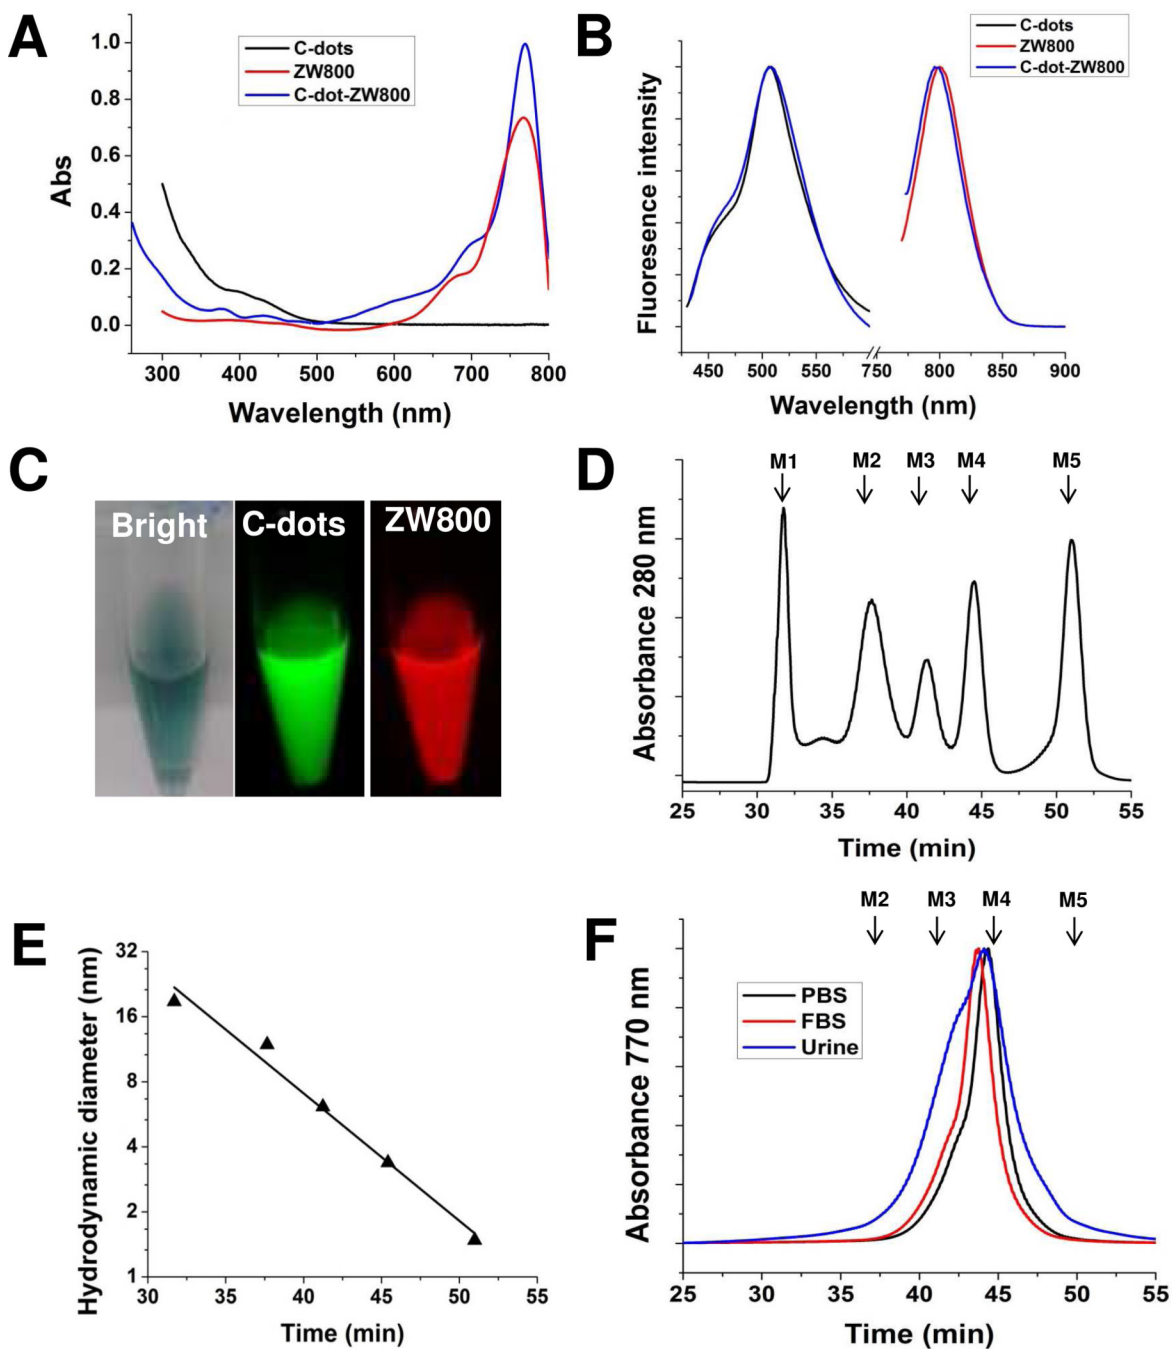 A
C-dots
ZW800
C-dot-ZW800
1.0
0.8
0.6
0.4
0.2
0.0
Abs
300 400 500 600 700 800
Wavelength (nm)
B
C-dots
ZW800
C-dot-ZW800
Fluoresence intensity
450 500 550 750 800 850 900
Wavelength (nm)
C
Bright
C-dots
ZW800
D
M1 M2 M3 M4 M5
Absorbance 280 nm
25 30 35 40 45 50 55
Time (min)
E
32
16
8
4
2
1
Hydrodynamic diameter (nm)
30 35 40 45 50 55
Time (min)
F
M2 M3 M4 M5
PBS
FBS
Urine
Absorbance 770 nm
25 30 35 40 45 50 55
Time (min)